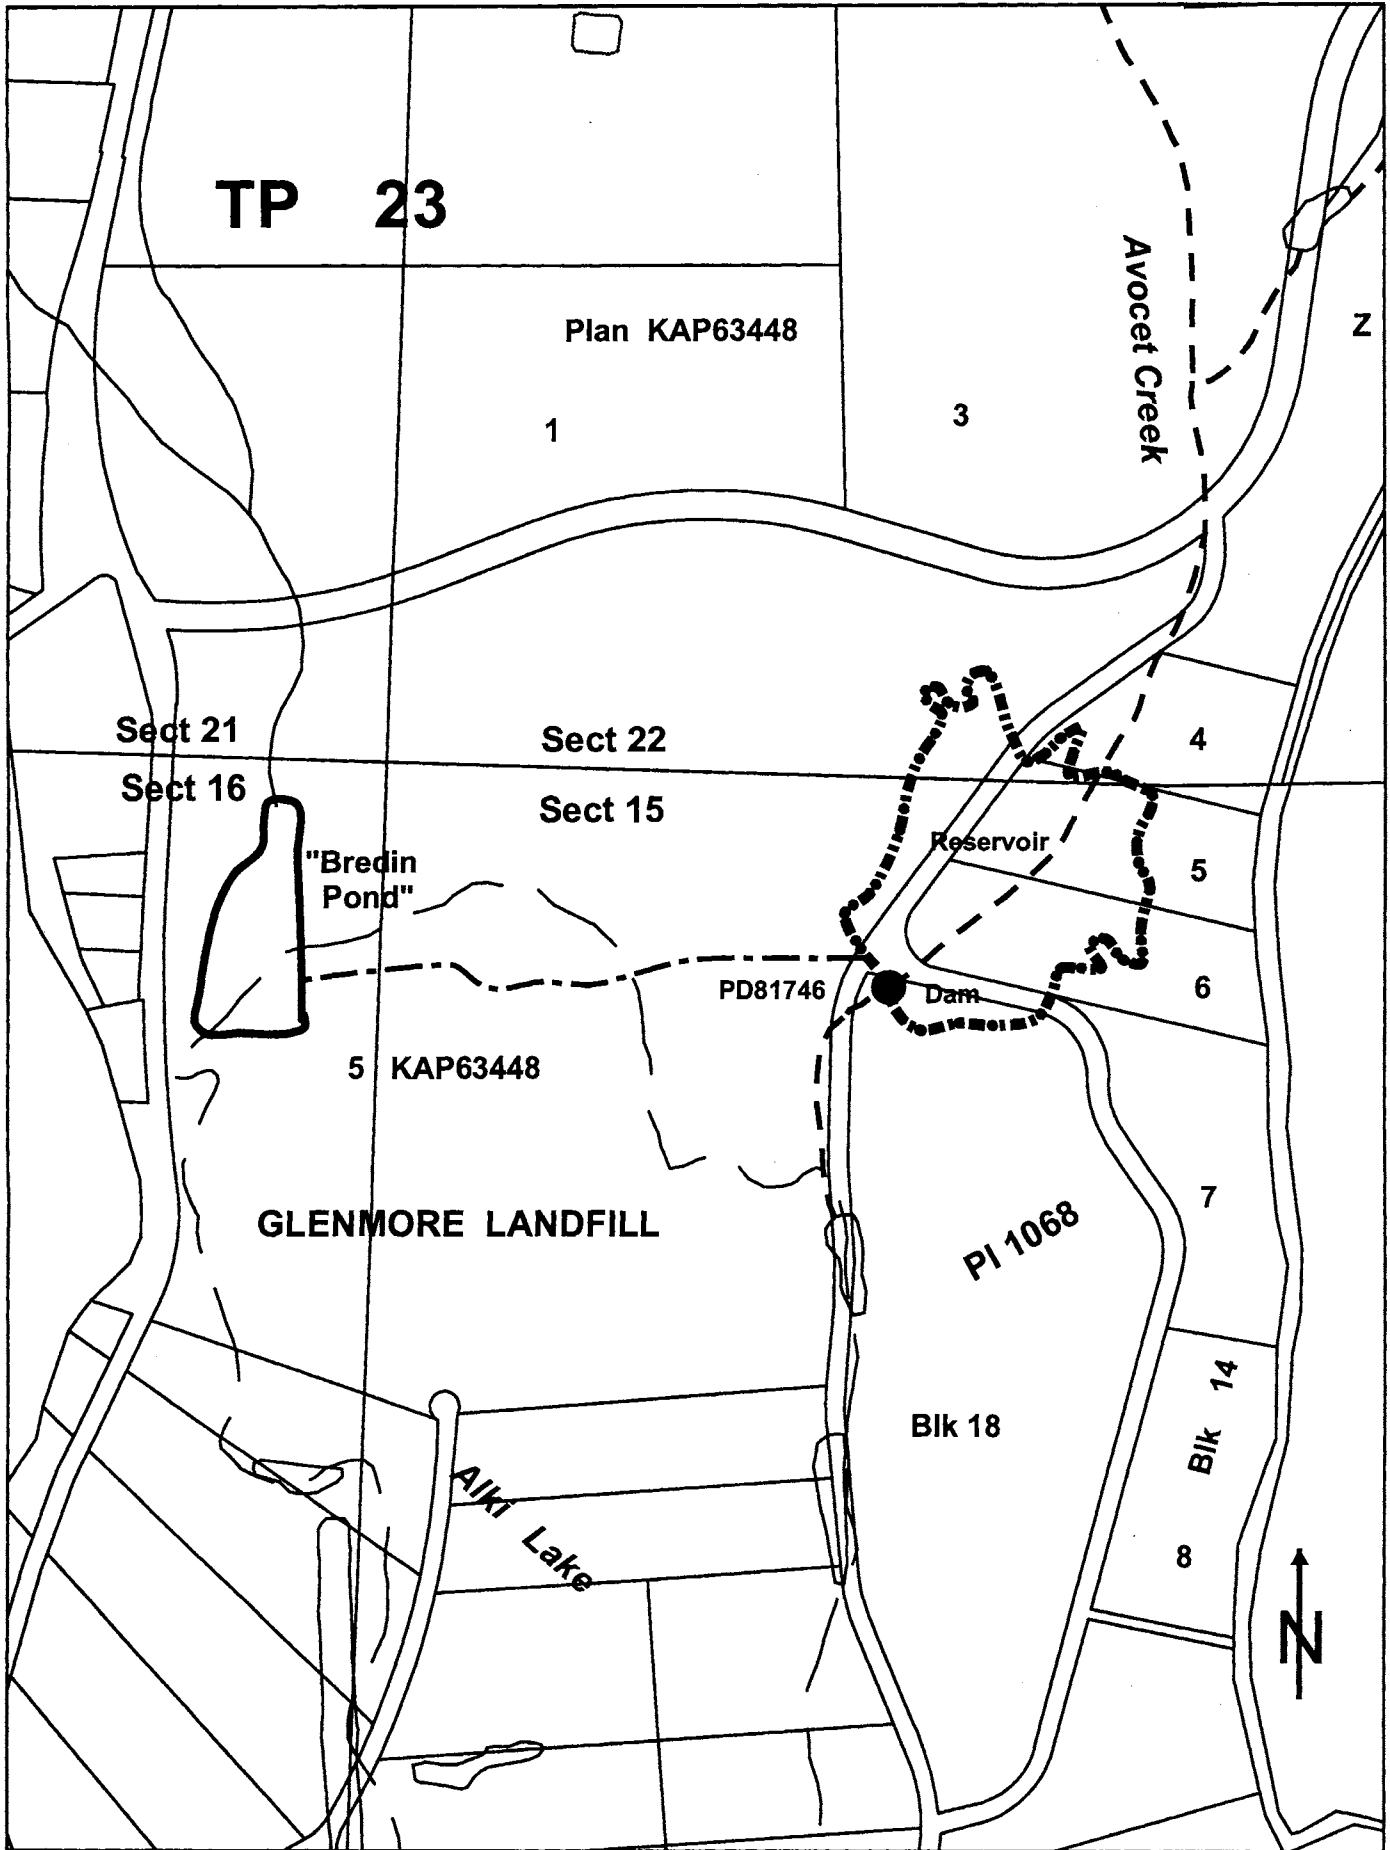 TP 23
Avocet Creek
Plan KAP63448
Z
1
3
Sect 21
Sect 22
4
Sect 16
Sect 15
Reservoir
"Bredin
Pond"
5
PD81746
Dam
6
5 KAP63448
7
GLENMORE LANDFILL
Pl 1068
Blk 14
Blk 18
Alki Lake
8
N